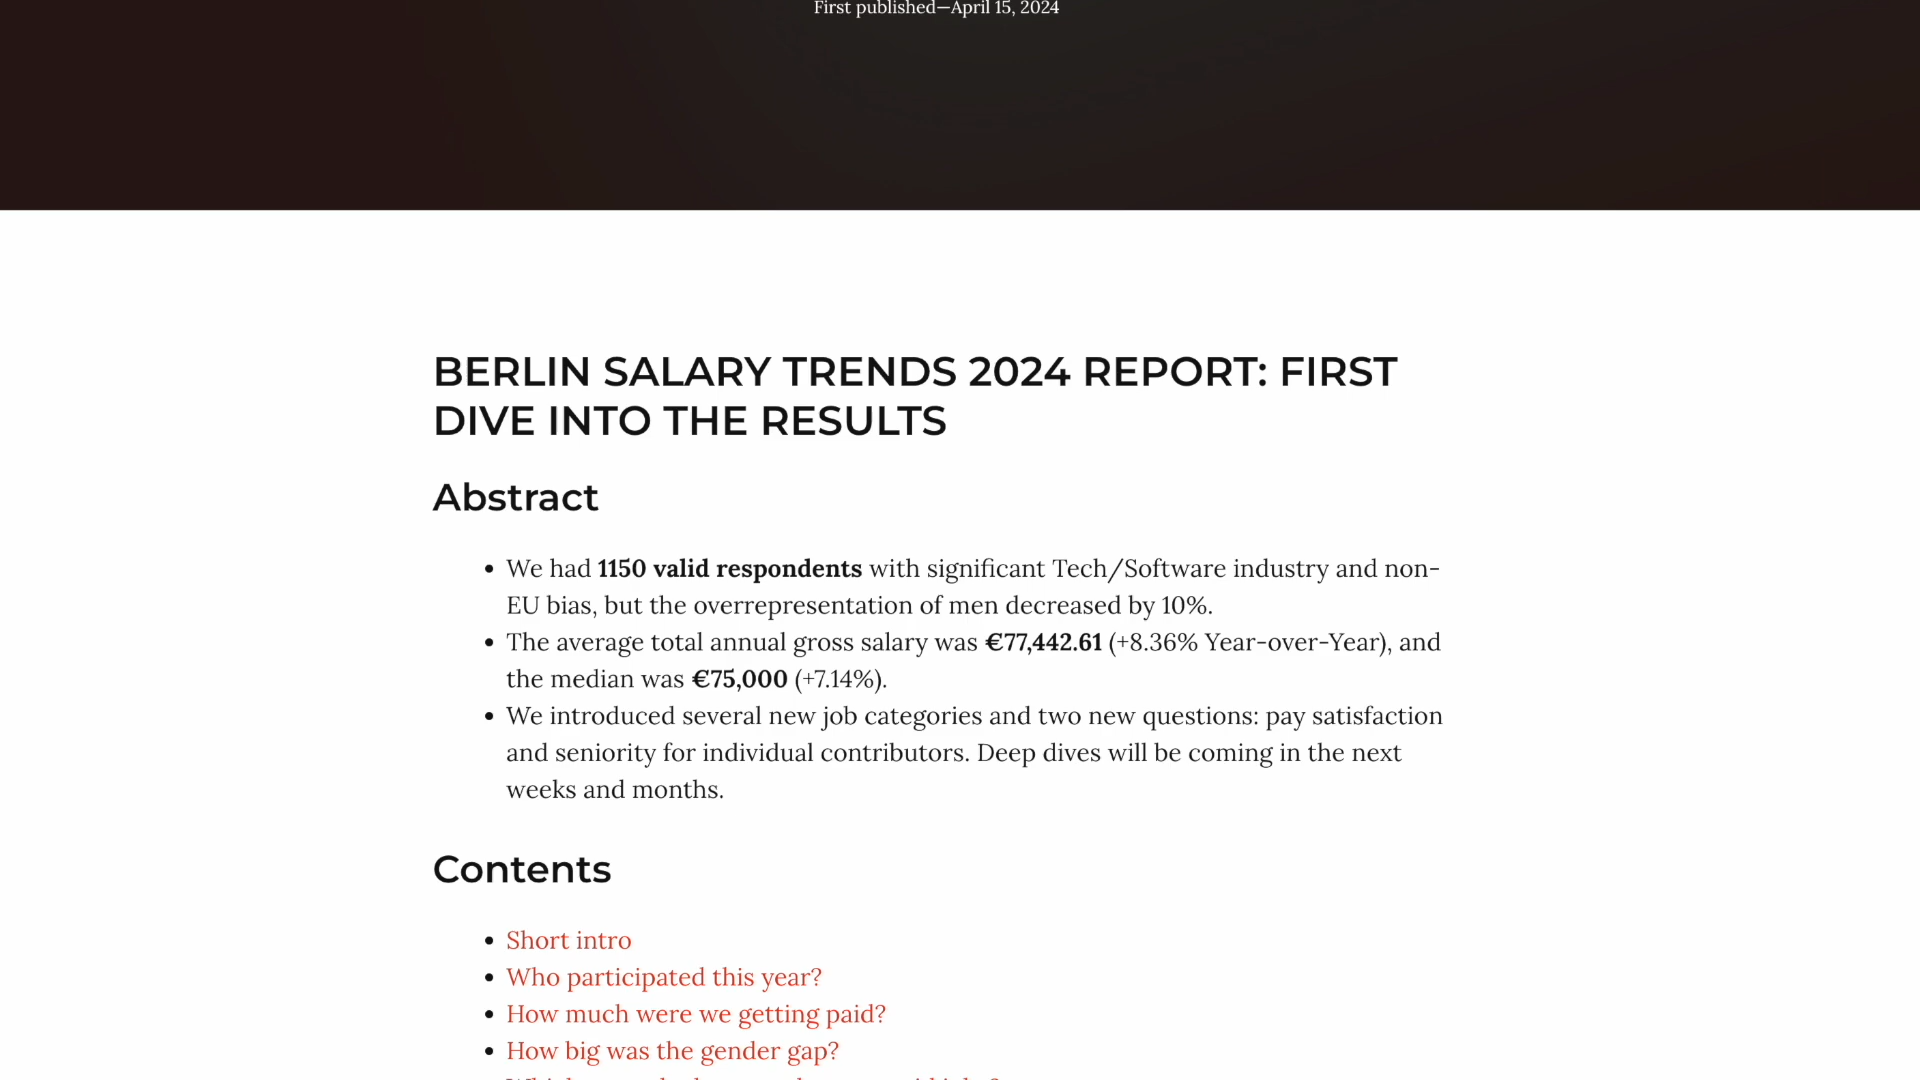 First published—April 15, 2024
BERLIN SALARY TRENDS 2024 REPORT: FIRST
DIVE INTO THE RESULTS
Abstract
• We had 1150 valid respondents with significant Tech/Software industry and non-
EU bias, but the overrepresentation of men decreased by 10%.
• The average total annual gross salary was €77,442.61 (+8.36% Year-over-Year), and
the median was €75,000 (+7.14%).
• We introduced several new job categories and two new questions: pay satisfaction
and seniority for individual contributors. Deep dives will be coming in the next
weeks and months.
Contents
• Short intro
• Who participated this year?
• How much were we getting paid?
• How big was the gender gap?